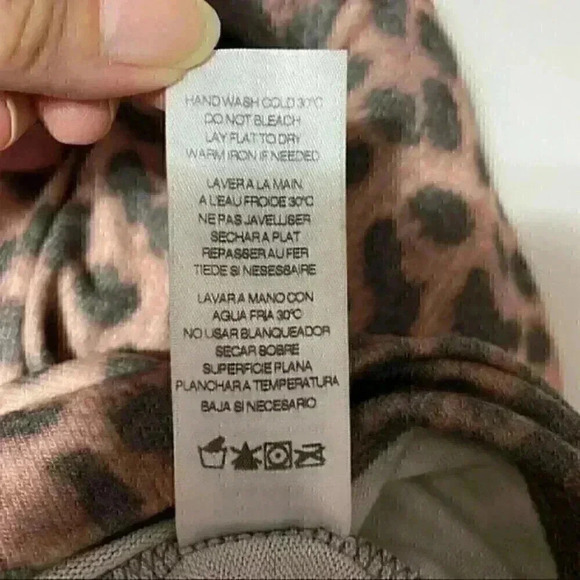 HAND WASH COLD 30°C
DO NOT BLEACH
LAY FLAT TO DRY
WARM IRON IF NEEDED
LAVER A LA MAIN
A L'EAU FROIDE 30°C
NE PAS JAVELLISER
SECHAR A PLAT
REPASSER AU FER
TIEDE SI NESESSAIRE
LAVAR A MANO CON
AGUA FRIA 30°C
NO USAR BLANQUEADOR
SECAR SOBRE
SUPERFICIE PLANA
PLANCHAR A TEMPERATURA
BAJA SI NECESARIO